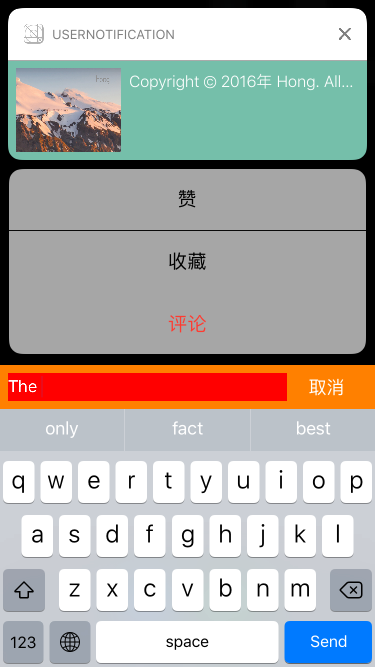 USERNOTIFICATION
Copyright © 2016年 Hong. All...
赞
收藏
评论
The 取消
only fact best
q w e r t y u i o p
a s d f g h j k l
z x c v b n m
123 space Send